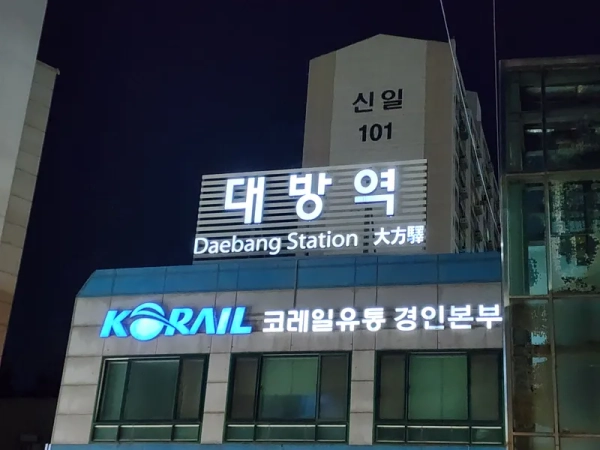 신일
101
대방역
Daebang Station 大方驛
KORAIL 코레일유통 경인본부